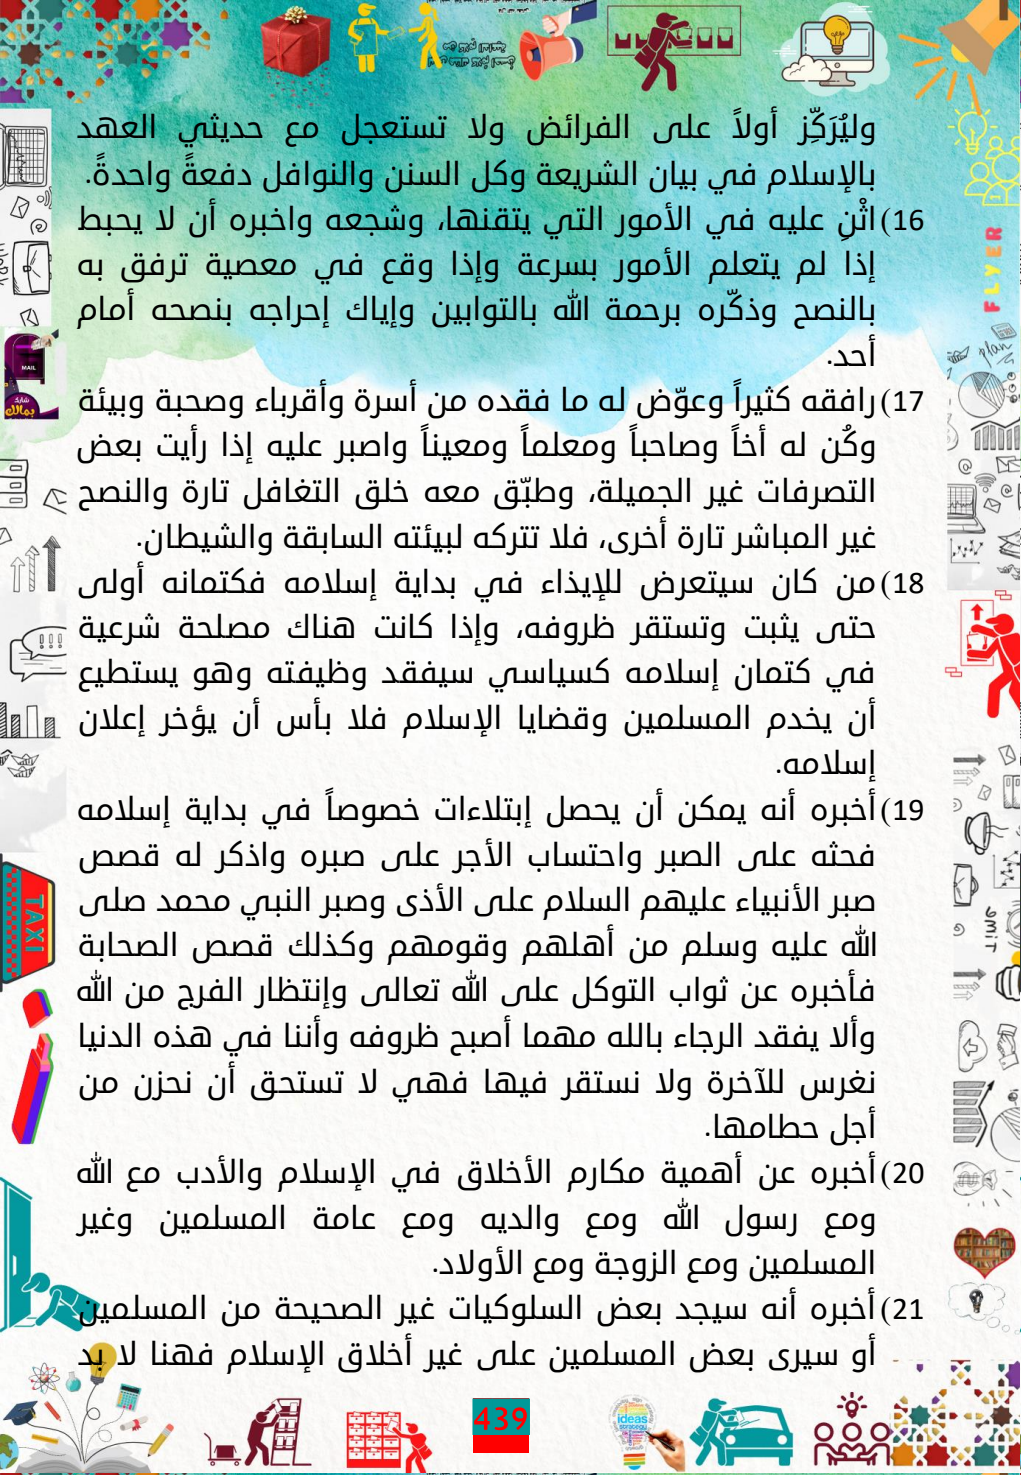 وليُرَكِّز أولاً على الفرائض ولا تستعجل مع حديثي العهد
بالإسلام في بيان الشريعة وكل السنن والنوافل دفعةً واحدةً.
16) اثْنِ عليه في الأمور التي يتقنها، وشجعه واخبره أن لا يحبط
إذا لم يتعلم الأمور بسرعة وإذا وقع في معصية ترفق به
بالنصح وذكّره برحمة الله بالتوابين وإياك إحراجه بنصحه أمام
أحد.
17) رافقه كثيراً وعوّض له ما فقده من أسرة وأقرباء وصحبة وبيئة
وكُن له أخاً وصاحباً ومعلماً ومعيناً واصبر عليه إذا رأيت بعض
التصرفات غير الجميلة، وطبّق معه خلق التغافل تارة والنصح
غير المباشر تارة أخرى، فلا تتركه لبيئته السابقة والشيطان.
18) من كان سيتعرض للإيذاء في بداية إسلامه فكتمانه أولى
حتى يثبت وتستقر ظروفه، وإذا كانت هناك مصلحة شرعية
في كتمان إسلامه كسياسي سيفقد وظيفته وهو يستطيع
أن يخدم المسلمين وقضايا الإسلام فلا بأس أن يؤخر إعلان
إسلامه.
19) أخبره أنه يمكن أن يحصل إبتلاءات خصوصاً في بداية إسلامه
فحثه على الصبر واحتساب الأجر على صبره واذكر له قصص
صبر الأنبياء عليهم السلام على الأذى وصبر النبي محمد صلى
الله عليه وسلم من أهلهم وقومهم وكذلك قصص الصحابة
فأخبره عن ثواب التوكل على الله تعالى وإنتظار الفرج من الله
وألا يفقد الرجاء بالله مهما أصبح ظروفه وأننا في هذه الدنيا
نغرس للآخرة ولا نستقر فيها فهي لا تستحق أن نحزن من
أجل حطامها.
20) أخبره عن أهمية مكارم الأخلاق في الإسلام والأدب مع الله
ومع رسول الله ومع والديه ومع عامة المسلمين وغير
المسلمين ومع الزوجة ومع الأولاد.
21) أخبره أنه سيجد بعض السلوكيات غير الصحيحة من المسلمين
أو سيرى بعض المسلمين على غير أخلاق الإسلام فهنا لا بد
439
FLYER
plan
MAIL
شارك
بمالك
TAXI
ideas